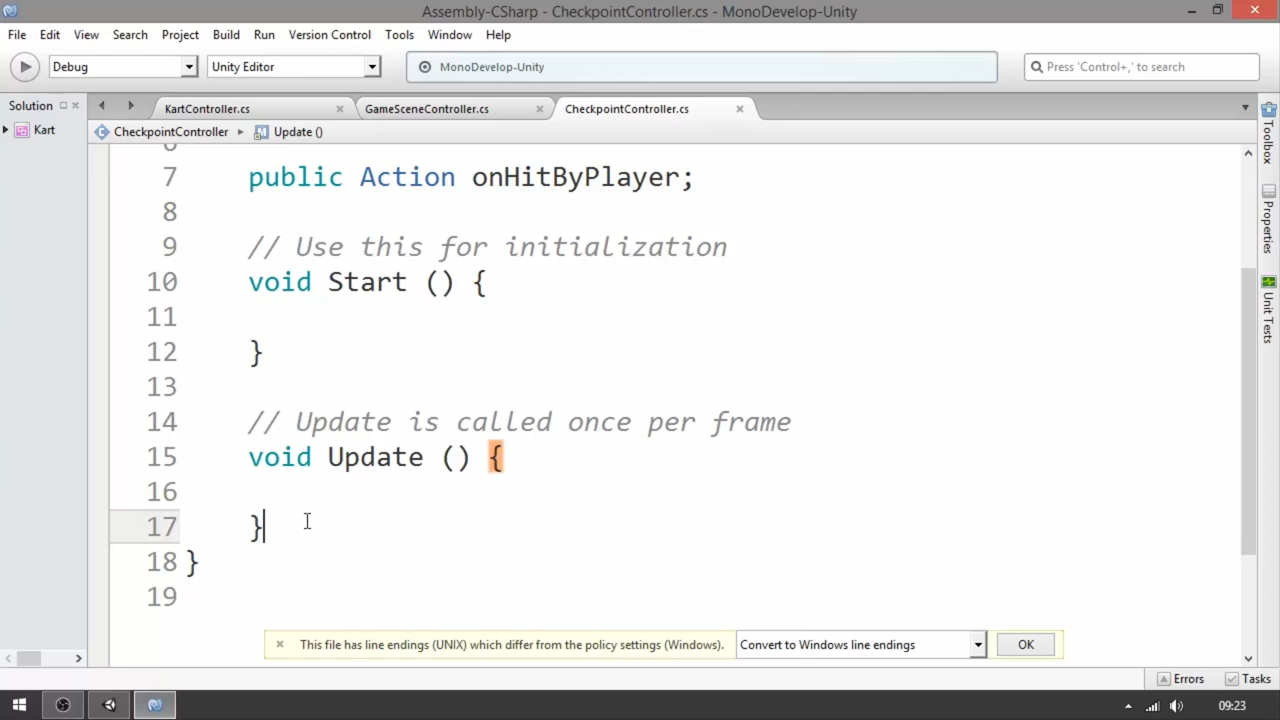 Assembly-CSharp - CheckpointController.cs - MonoDevelop-Unity
File Edit View Search Project Build Run Version Control Tools Window Help
Debug Unity Editor MonoDevelop-Unity Press 'Control+,' to search
Solution KartController.cs GameSceneController.cs CheckpointController.cs
Kart CheckpointController Update ()
Toolbox
Properties
Unit Tests
7 public Action onHitByPlayer;
8
9 // Use this for initialization
10 void Start () {
11
12 }
13
14 // Update is called once per frame
15 void Update () {
16
17 }
18 }
19
This file has line endings (UNIX) which differ from the policy settings (Windows). Convert to Windows line endings OK
Errors Tasks
09:23